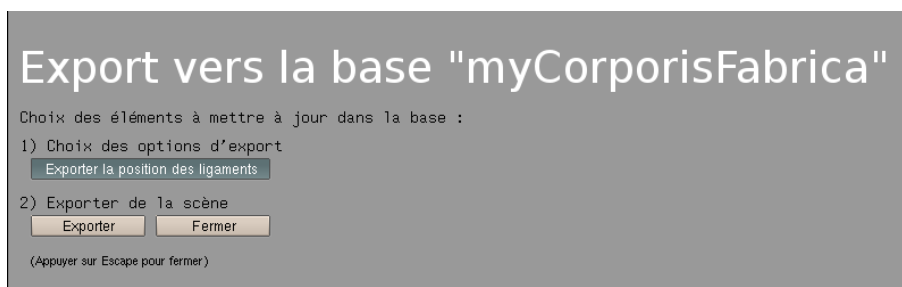 Export vers la base "myCorporisFabrica"
Choix des éléments à mettre à jour dans la base :
1) Choix des options d'export
Exporter la position des ligaments
2) Exporter de la scène
Exporter Fermer
(Appuyer sur Escape pour fermer)